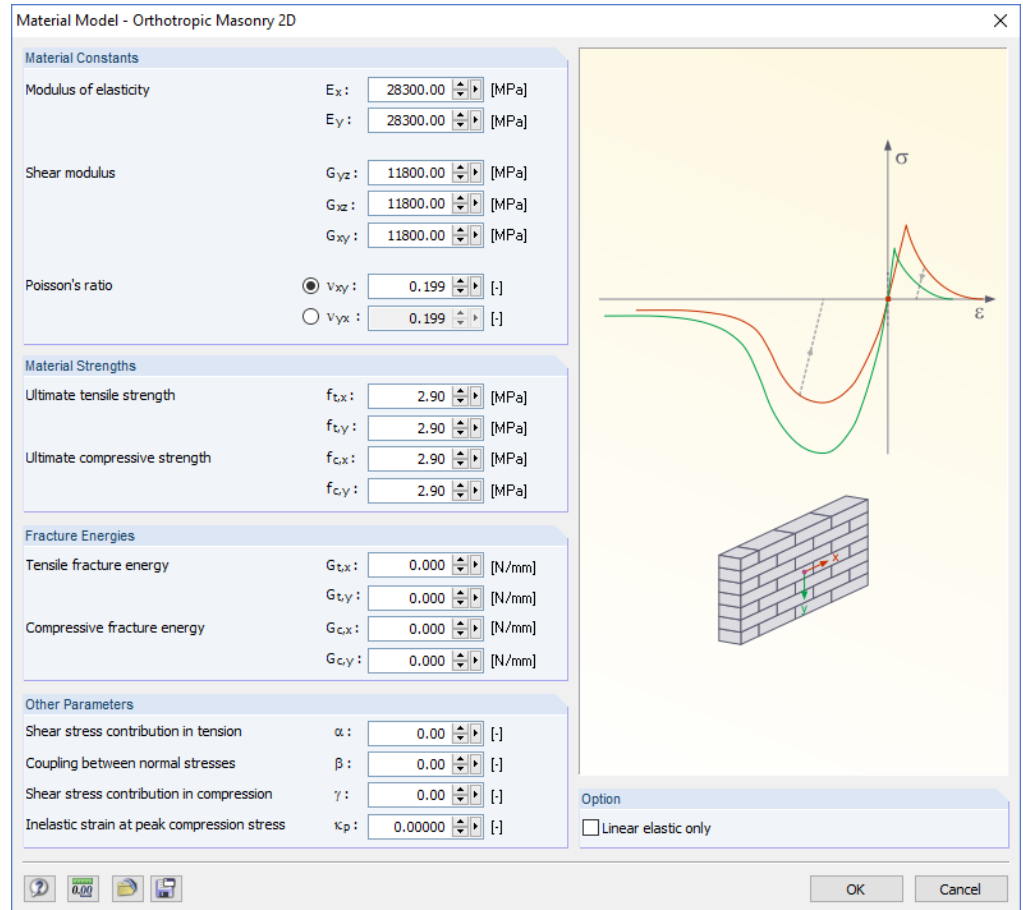 Material Model - Orthotropic Masonry 2D
Material Constants
Modulus of elasticity Ex: 28300.00 [MPa]
Ey: 28300.00 [MPa]
Shear modulus Gyz: 11800.00 [MPa]
Gxz: 11800.00 [MPa]
Gxy: 11800.00 [MPa]
Poisson's ratio νxy: 0.199 [-]
νyx: 0.199 [-]
Material Strengths
Ultimate tensile strength ft,x: 2.90 [MPa]
ft,y: 2.90 [MPa]
Ultimate compressive strength fc,x: 2.90 [MPa]
fc,y: 2.90 [MPa]
Fracture Energies
Tensile fracture energy Gt,x: 0.000 [N/mm]
Gt,y: 0.000 [N/mm]
Compressive fracture energy Gc,x: 0.000 [N/mm]
Gc,y: 0.000 [N/mm]
Other Parameters
Shear stress contribution in tension α: 0.00 [-]
Coupling between normal stresses β: 0.00 [-]
Shear stress contribution in compression γ: 0.00 [-]
Inelastic strain at peak compression stress κp: 0.00000 [-]
σ
ε
x
y
Option
Linear elastic only
0.00
OK Cancel